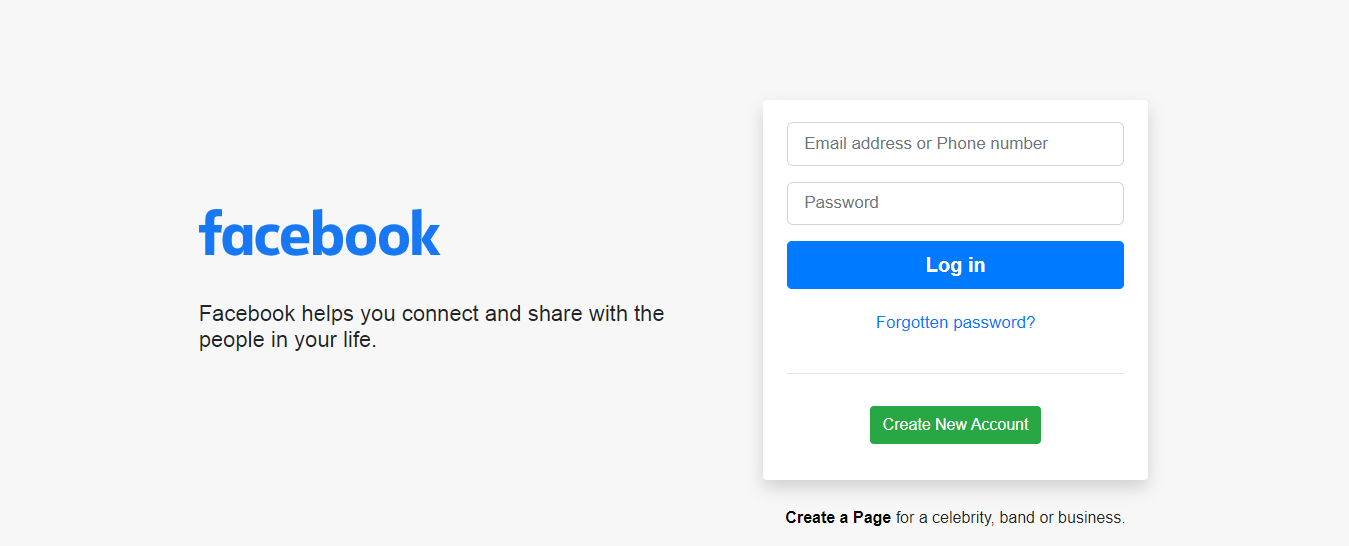 facebook
Facebook helps you connect and share with the
people in your life.
Email address or Phone number
Password
Log in
Forgotten password?
Create New Account
Create a Page for a celebrity, band or business.